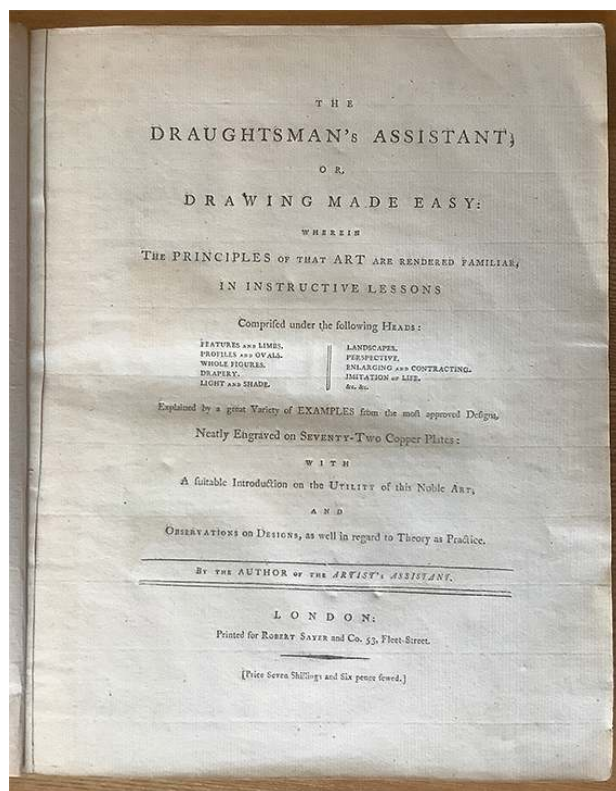 THE
DRAUGHTSMAN's ASSISTANT;
OR,
DRAWING MADE EASY:
WHEREIN
THE PRINCIPLES OF THAT ART ARE RENDERED FAMILIAR,
IN INSTRUCTIVE LESSONS
Compriſed under the following HEADS:
FEATURES AND LIMBS.
PROFILES AND OVALS.
WHOLE FIGURES.
DRAPERY.
LIGHT AND SHADE.
LANDSCAPES.
PERSPECTIVE.
ENLARGING AND CONTRACTING.
IMITATION OF LIFE.
&c. &c.
Explained by a great Variety of EXAMPLES from the moſt approved Deſigns,
Neatly Engraved on SEVENTY-TWO Copper Plates:
WITH
A ſuitable Introduction on the UTILITY of this Noble ART,
AND
OBSERVATIONS on DESIGNS, as well in regard to Theory as Practice.
BY THE AUTHOR OF THE ARTIST's ASSISTANT.
LONDON:
Printed for ROBERT SAYER and Co. 53, Fleet-Street.
[Price Seven Shillings and Six pence ſewed.]